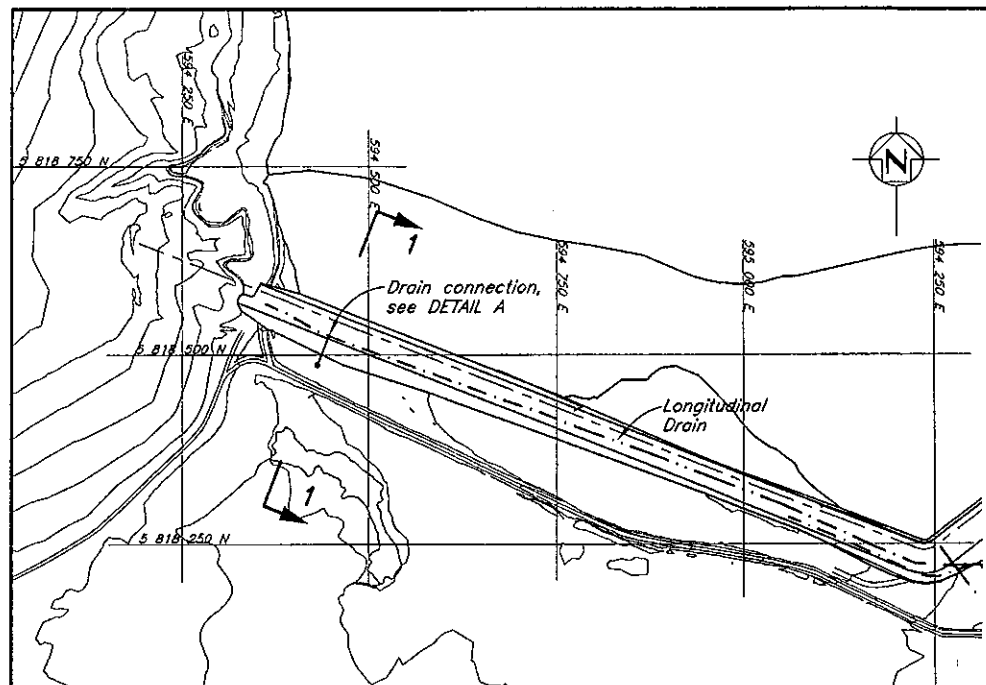 594 250 E
5 818 750 N
594 500 E
N
1
594 750 E
595 000 E
594 250 E
Drain connection,
see DETAIL A
5 818 500 N
Longitudinal
Drain
1
5 818 250 N